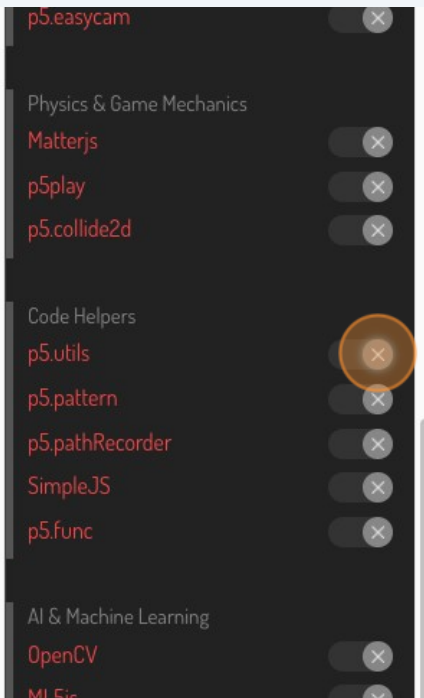 p5.easycam
Physics & Game Mechanics
Matterjs
p5play
p5.collide2d
Code Helpers
p5.utils
p5.pattern
p5.pathRecorder
SimpleJS
p5.func
AI & Machine Learning
OpenCV
ML5js